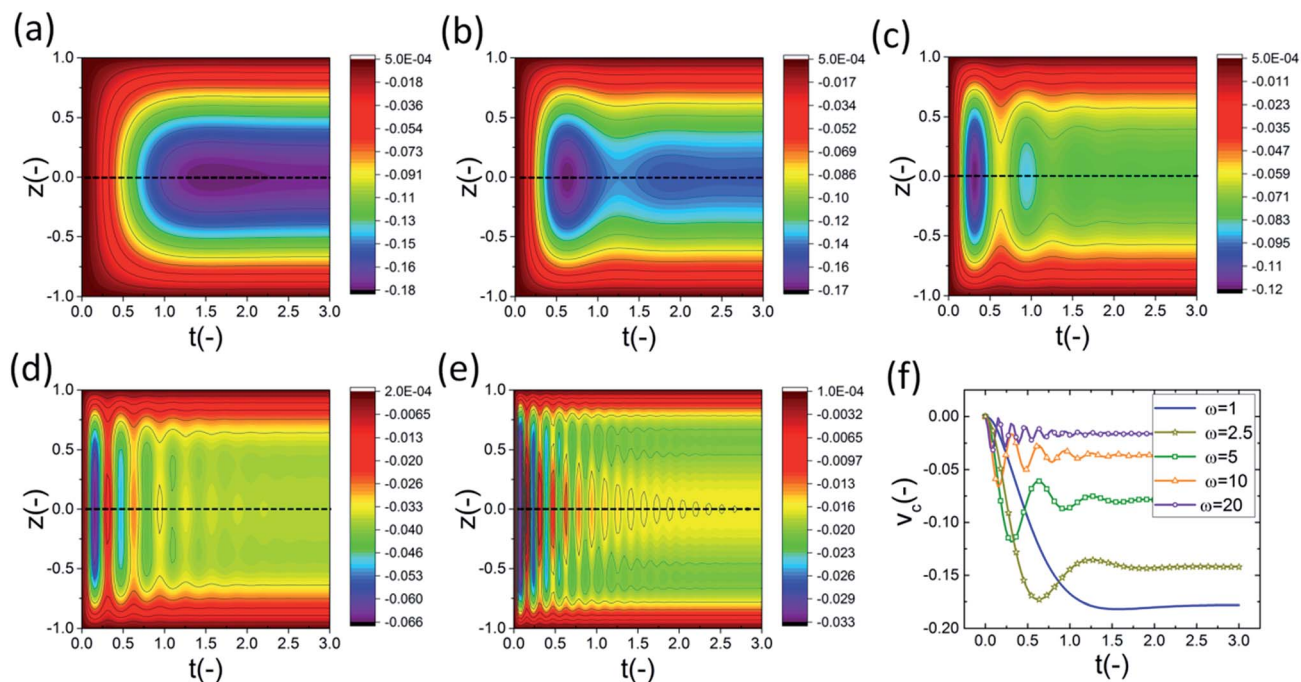 (a)
1.0
0.5
0.0
-0.5
-1.0
z(-)
0.0 0.5 1.0 1.5 2.0 2.5 3.0
t(-)
5.0E-04
-0.018
-0.036
-0.054
-0.073
-0.091
-0.11
-0.13
-0.15
-0.16
-0.18
(b)
1.0
0.5
0.0
-0.5
-1.0
z(-)
0.0 0.5 1.0 1.5 2.0 2.5 3.0
t(-)
5.0E-04
-0.017
-0.034
-0.052
-0.069
-0.086
-0.10
-0.12
-0.14
-0.16
-0.17
(c)
1.0
0.5
0.0
-0.5
-1.0
z(-)
0.0 0.5 1.0 1.5 2.0 2.5 3.0
t(-)
5.0E-04
-0.011
-0.023
-0.035
-0.047
-0.059
-0.071
-0.083
-0.095
-0.11
-0.12
(d)
1.0
0.5
0.0
-0.5
-1.0
z(-)
0.0 0.5 1.0 1.5 2.0 2.5 3.0
t(-)
2.0E-04
-0.0065
-0.013
-0.020
-0.026
-0.033
-0.040
-0.046
-0.053
-0.060
-0.066
(e)
1.0
0.5
0.0
-0.5
-1.0
z(-)
0.0 0.5 1.0 1.5 2.0 2.5 3.0
t(-)
1.0E-04
-0.0032
-0.0065
-0.0097
-0.013
-0.016
-0.020
-0.023
-0.026
-0.029
-0.033
(f)
0.00
-0.05
-0.10
-0.15
-0.20
v_c(-)
0.0 0.5 1.0 1.5 2.0 2.5 3.0
t(-)
ω=1
ω=2.5
ω=5
ω=10
ω=20